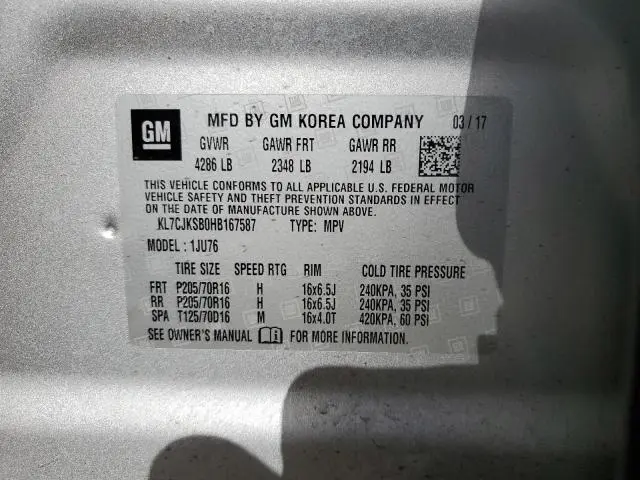 GM MFD BY GM KOREA COMPANY 03/17
GVWR GAWR FRT GAWR RR
4286 LB 2348 LB 2194 LB
THIS VEHICLE CONFORMS TO ALL APPLICABLE U.S. FEDERAL MOTOR
VEHICLE SAFETY AND THEFT PREVENTION STANDARDS IN EFFECT
ON THE DATE OF MANUFACTURE SHOWN ABOVE.
KL7CJKSB0HB167587 TYPE: MPV
MODEL: 1JU76
TIRE SIZE SPEED RTG RIM COLD TIRE PRESSURE
FRT P205/70R16 H 16x6.5J 240KPA, 35 PSI
RR P205/70R16 H 16x6.5J 240KPA, 35 PSI
SPA T125/70D16 M 16x4.0T 420KPA, 60 PSI
SEE OWNER'S MANUAL FOR MORE INFORMATION.